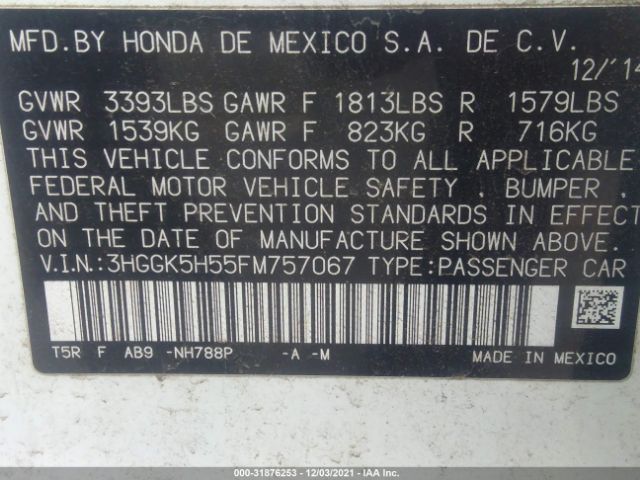 MFD.BY HONDA DE MEXICO S.A. DE C.V.
12/'14
GVWR 3393LBS GAWR F 1813LBS R 1579LBS
GVWR 1539KG GAWR F 823KG R 716KG
THIS VEHICLE CONFORMS TO ALL APPLICABLE
FEDERAL MOTOR VEHICLE SAFETY , BUMPER ,
AND THEFT PREVENTION STANDARDS IN EFFECT
ON THE DATE OF MANUFACTURE SHOWN ABOVE.
V.I.N.:3HGGK5H55FM757067 TYPE:PASSENGER CAR
T5R F AB9 -NH788P -A -M MADE IN MEXICO
000-31876253 - 12/03/2021 - IAA Inc.